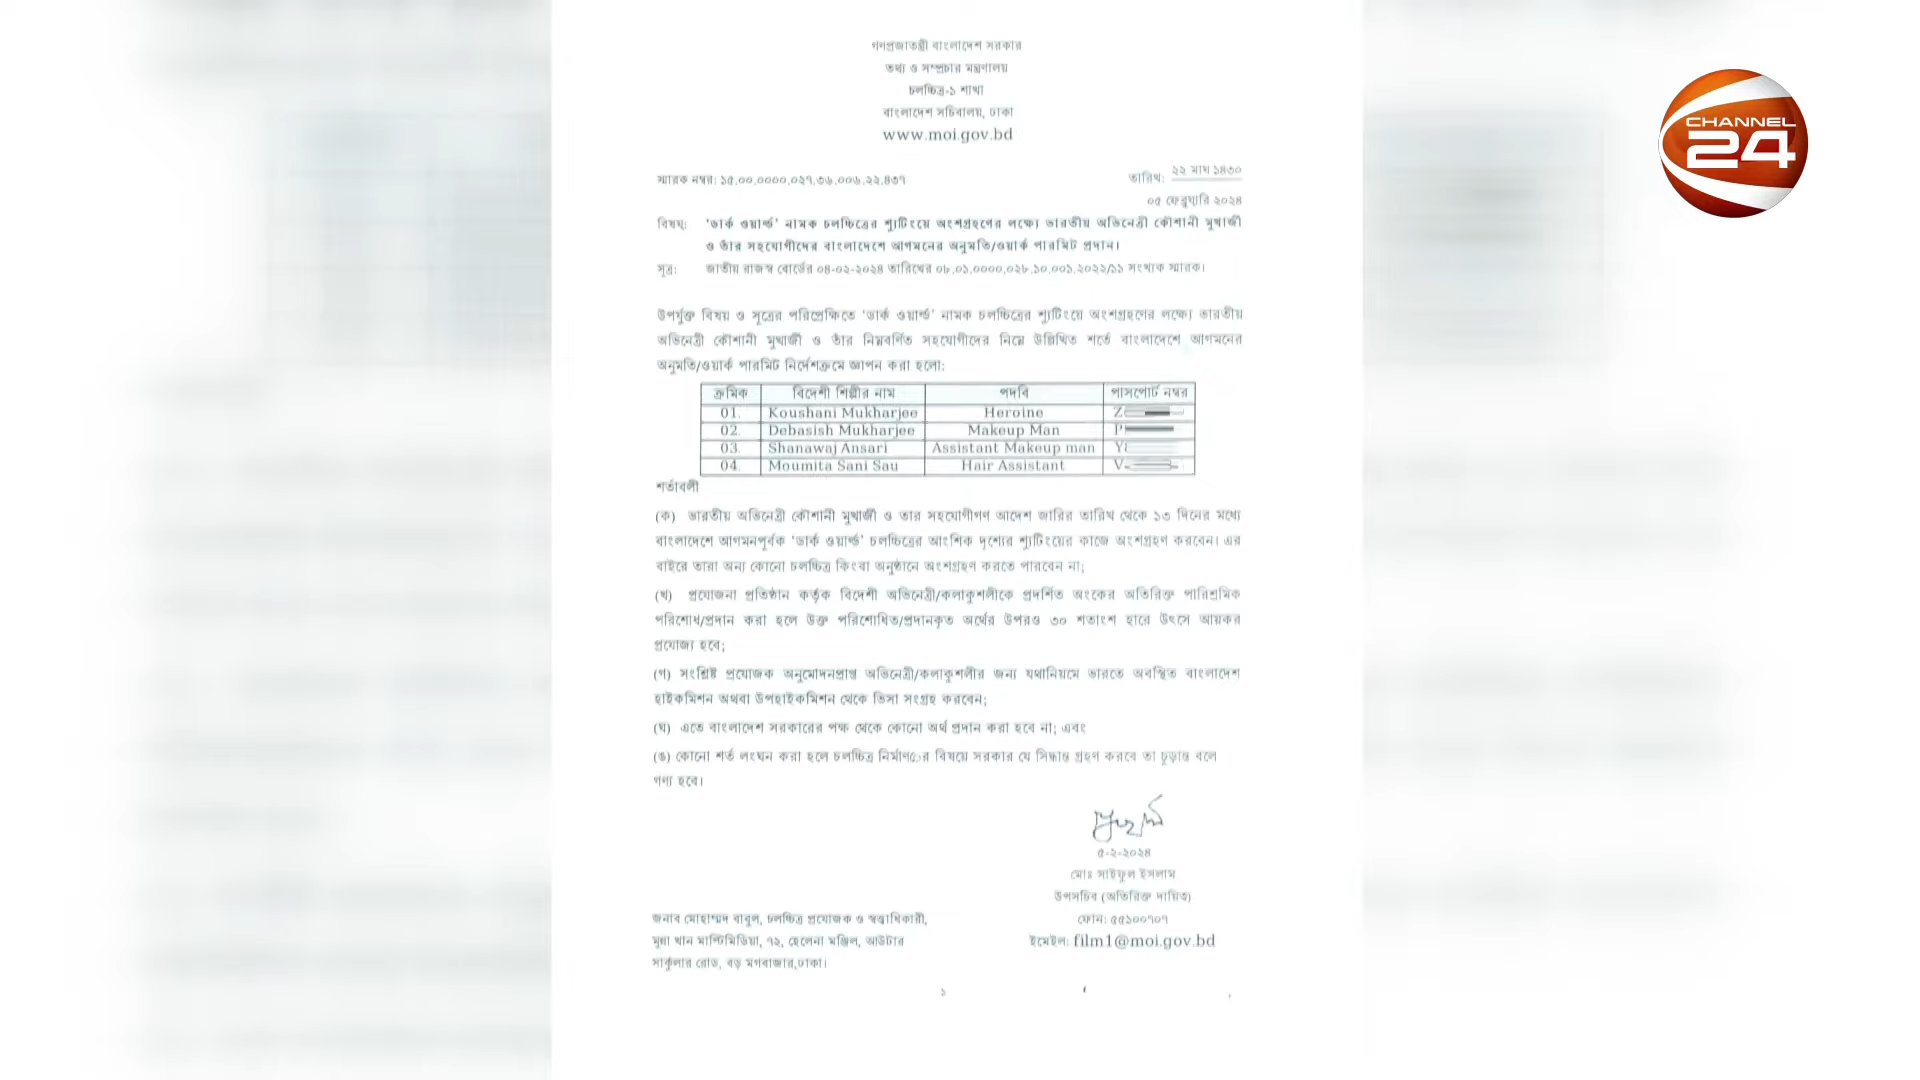 গণপ্রজাতন্ত্রী বাংলাদেশ সরকার
তথ্য ও সম্প্রচার মন্ত্রণালয়
চলচ্চিত্র-১ শাখা
বাংলাদেশ সচিবালয়, ঢাকা
www.moi.gov.bd
CHANNEL
24
স্মারক নম্বর: ১৫.০০.০০০০.০২৭.৩৬.০০৬.২২.৪৩৭
তারিখ: ২২ মাঘ ১৪৩০
০৫ ফেব্রুয়ারি ২০২৪
বিষয়: ‘ডার্ক ওয়ার্ল্ড’ নামক চলচ্চিত্রের শ্যুটিংয়ে অংশগ্রহণের লক্ষ্যে ভারতীয় অভিনেত্রী কৌশানী মুখার্জী
ও তাঁর সহযোগীদের বাংলাদেশে আগমনের অনুমতি/ওয়ার্ক পারমিট প্রদান।
সূত্র: জাতীয় রাজস্ব বোর্ডের ০৪-০২-২০২৪ তারিখের ০৮.০১.০০০০.০২৮.১০.০০১.২০২২/১১ সংখ্যক স্মারক।
উপর্যুক্ত বিষয় ও সূত্রের পরিপ্রেক্ষিতে ‘ডার্ক ওয়ার্ল্ড’ নামক চলচ্চিত্রের শ্যুটিংয়ে অংশগ্রহণের লক্ষ্যে ভারতীয়
অভিনেত্রী কৌশানী মুখার্জী ও তাঁর নিম্নবর্ণিত সহযোগীদের নিম্নে উল্লিখিত শর্তে বাংলাদেশে আগমনের
অনুমতি/ওয়ার্ক পারমিট নির্দেশক্রমে জ্ঞাপন করা হলো:
ক্রমিক বিদেশী শিল্পীর নাম পদবি পাসপোর্ট নম্বর
01. Koushani Mukharjee Heroine Z
02. Debasish Mukharjee Makeup Man P
03. Shanawaj Ansari Assistant Makeup man Y
04. Moumita Sani Sau Hair Assistant V
শর্তাবলী
(ক) ভারতীয় অভিনেত্রী কৌশানী মুখার্জী ও তার সহযোগীগণ আদেশ জারির তারিখ থেকে ১৩ দিনের মধ্যে
বাংলাদেশে আগমনপূর্বক ‘ডার্ক ওয়ার্ল্ড’ চলচ্চিত্রের আংশিক দৃশ্যের শ্যুটিংয়ের কাজে অংশগ্রহণ করবেন। এর
বাইরে তারা অন্য কোনো চলচ্চিত্র কিংবা অনুষ্ঠানে অংশগ্রহণ করতে পারবেন না;
(খ) প্রযোজনা প্রতিষ্ঠান কর্তৃক বিদেশী অভিনেত্রী/কলাকুশলীকে প্রদর্শিত অংকের অতিরিক্ত পারিশ্রমিক
পরিশোধ/প্রদান করা হলে উক্ত পরিশোধিত/প্রদানকৃত অর্থের উপরও ৩০ শতাংশ হারে উৎসে আয়কর
প্রযোজ্য হবে;
(গ) সংশ্লিষ্ট প্রযোজক অনুমোদনপ্রাপ্ত অভিনেত্রী/কলাকুশলীর জন্য যথানিয়মে ভারতে অবস্থিত বাংলাদেশ
হাইকমিশন অথবা উপহাইকমিশন থেকে ভিসা সংগ্রহ করবেন;
(ঘ) এতে বাংলাদেশ সরকারের পক্ষ থেকে কোনো অর্থ প্রদান করা হবে না; এবং
(ঙ) কোনো শর্ত লংঘন করা হলে চলচ্চিত্র নির্মাণের বিষয়ে সরকার যে সিদ্ধান্ত গ্রহণ করবে তা চূড়ান্ত বলে
গণ্য হবে।
৫-২-২০২৪
মোঃ সাইফুল ইসলাম
উপসচিব (অতিরিক্ত দায়িত্ব)
ফোন: ৫৫১০০৭০৭
ইমেইল: film1@moi.gov.bd
জনাব মোহাম্মদ বাবুল, চলচ্চিত্র প্রযোজক ও স্বত্বাধিকারী,
মুন্না খান মাল্টিমিডিয়া, ৭২, হেলেনা মঞ্জিল, আউটার
সার্কুলার রোড, বড় মগবাজার,ঢাকা।
১